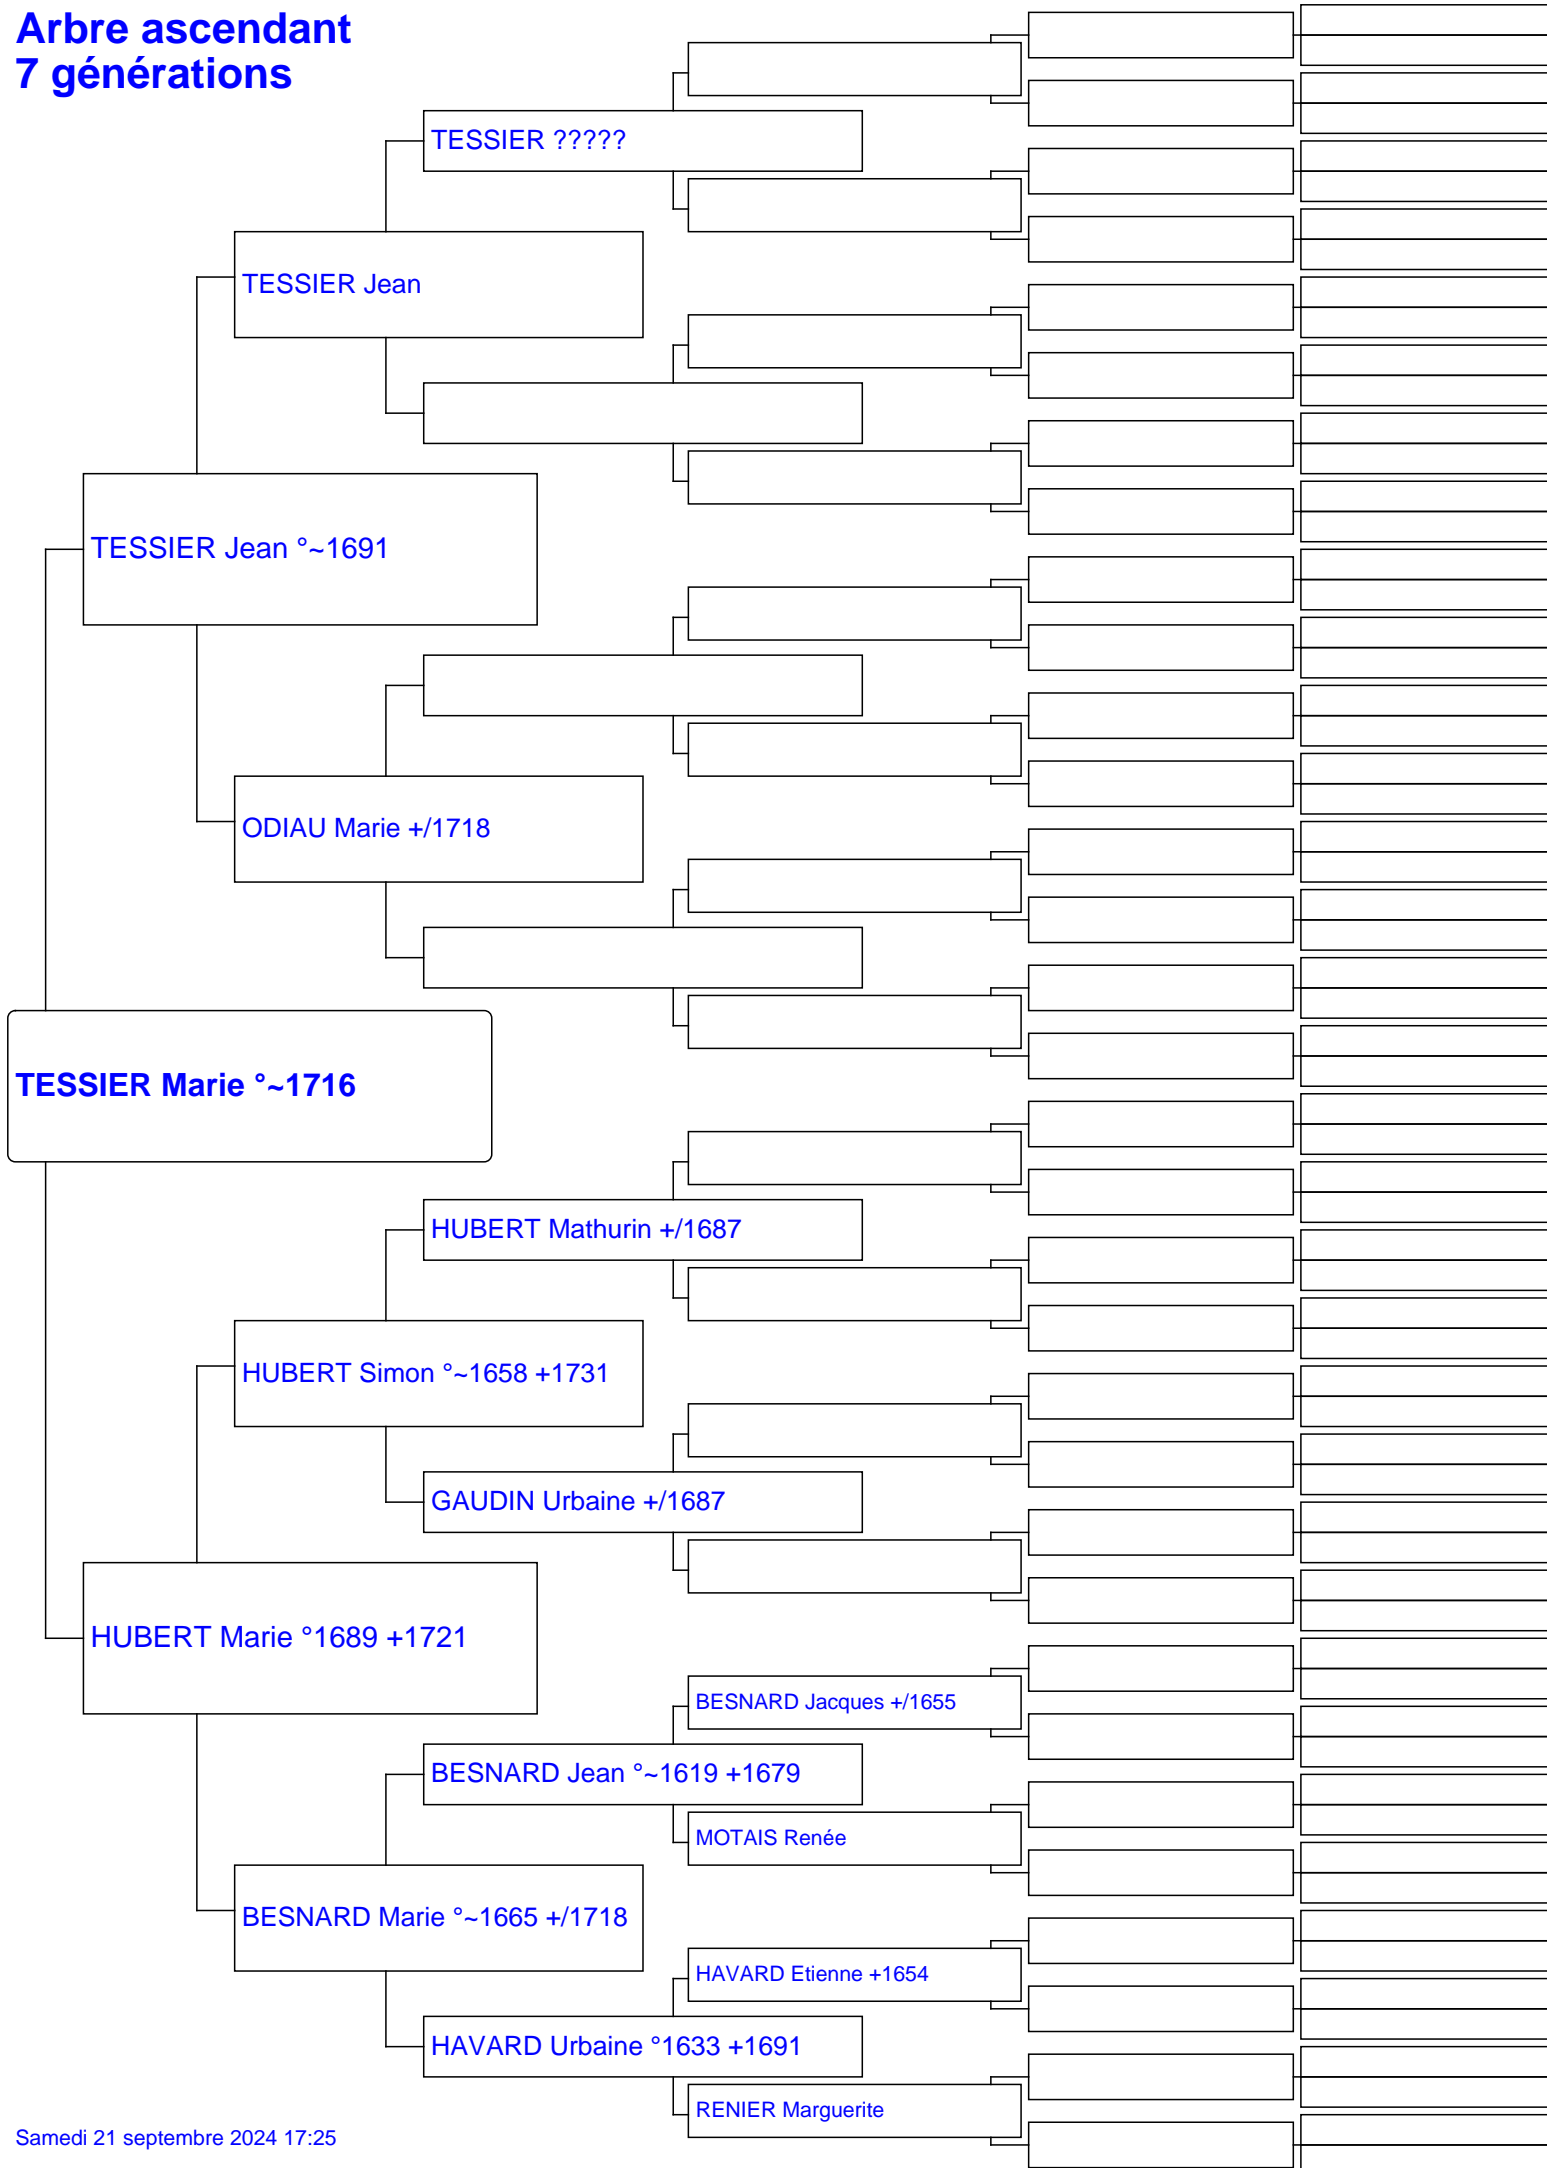 Arbre ascendant
7 générations
TESSIER ?????
TESSIER Jean
TESSIER Jean °~1691
ODIAU Marie +/1718
TESSIER Marie °~1716
HUBERT Mathurin +/1687
HUBERT Simon °~1658 +1731
GAUDIN Urbaine +/1687
HUBERT Marie °1689 +1721
BESNARD Jacques +/1655
BESNARD Jean °~1619 +1679
MOTAIS Renée
BESNARD Marie °~1665 +/1718
HAVARD Etienne +1654
HAVARD Urbaine °1633 +1691
RENIER Marguerite
Samedi 21 septembre 2024 17:25